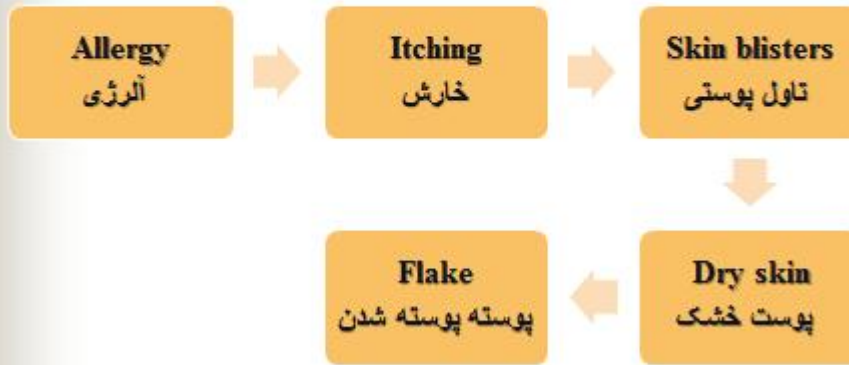 Allergy
آلرژی
Itching
خارش
Skin blisters
تاول پوستی
Dry skin
پوست خشک
Flake
پوسته پوسته شدن